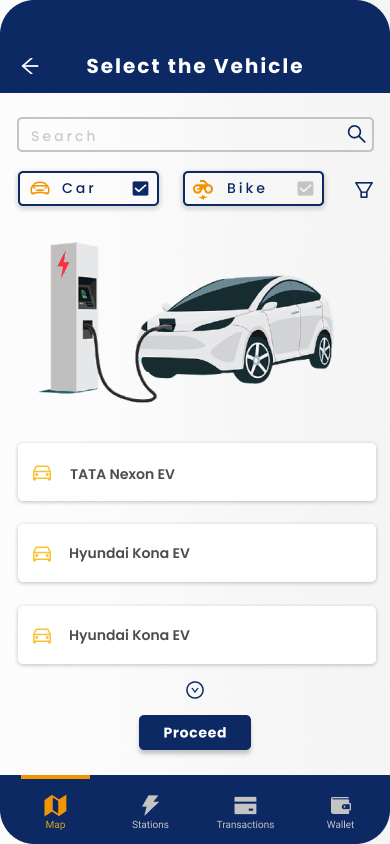 Select the Vehicle
Search
Car
Bike
TATA Nexon EV
Hyundai Kona EV
Hyundai Kona EV
Proceed
Map
Stations
Transactions
Wallet